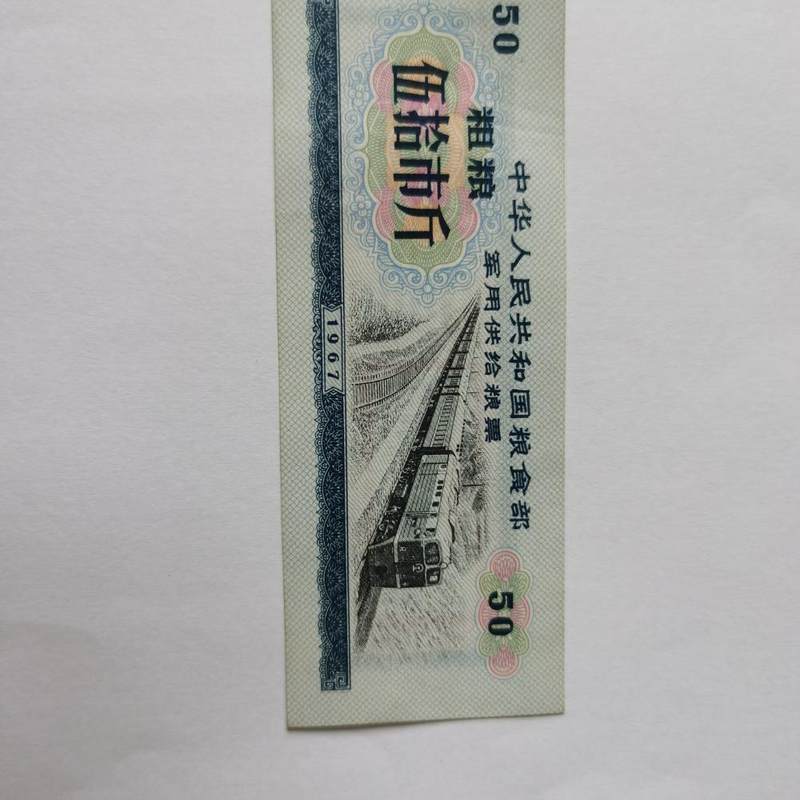 中华人民共和国粮食部
军用供给粮票
50
粗粮
伍拾市斤
50
1967